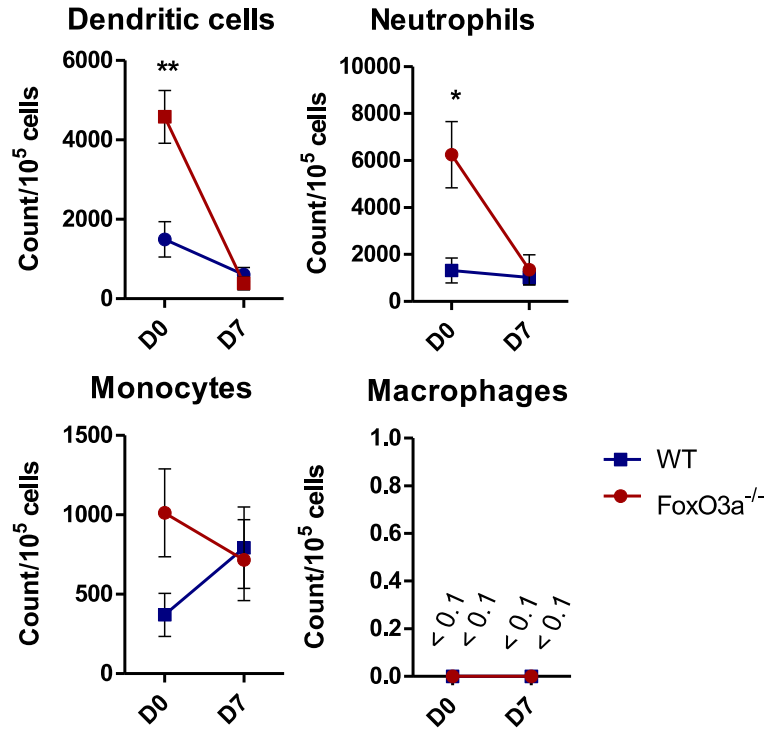 Dendritic cells
Count/10⁵ cells
6000
4000
2000
0
**
D0
D7
Neutrophils
Count/10⁵ cells
10000
8000
6000
4000
2000
0
*
D0
D7
Monocytes
Count/10⁵ cells
1500
1000
500
0
D0
D7
Macrophages
Count/10⁵ cells
1.0
0.8
0.6
0.4
0.2
0.0
< 0.1
< 0.1
< 0.1
< 0.1
D0
D7
WT
FoxO3a⁻/⁻